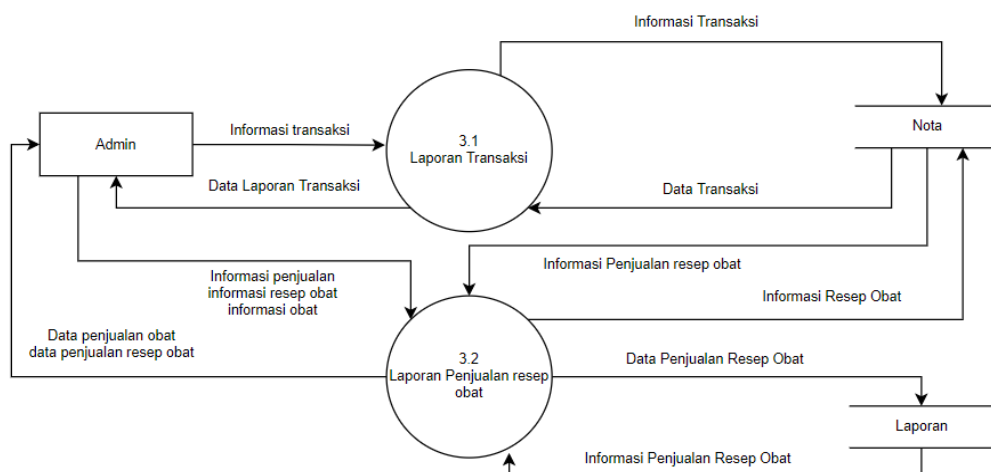 Informasi Transaksi
Admin
Informasi transaksi
3.1
Laporan Transaksi
Nota
Data Laporan Transaksi
Data Transaksi
Informasi penjualan
informasi resep obat
informasi obat
Informasi Penjualan resep obat
Informasi Resep Obat
Data penjualan obat
data penjualan resep obat
3.2
Laporan Penjualan resep
obat
Data Penjualan Resep Obat
Laporan
Informasi Penjualan Resep Obat